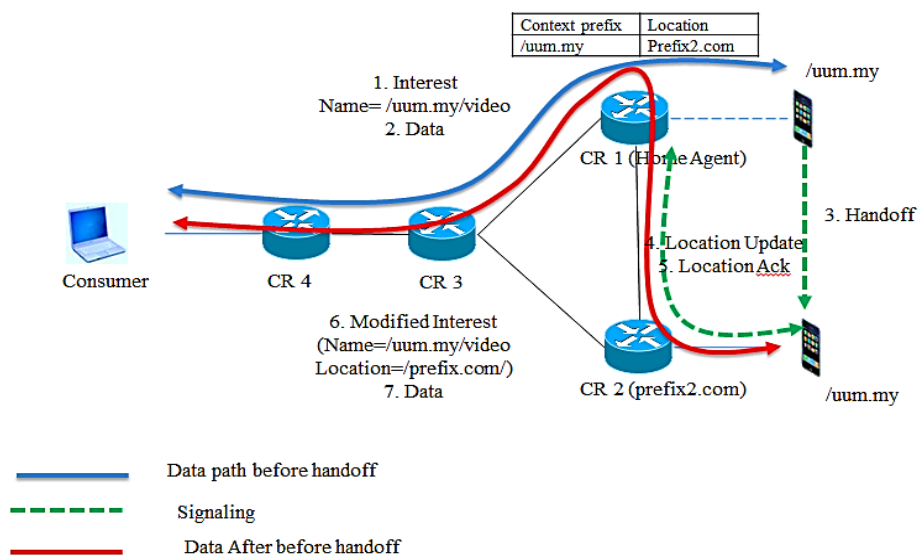 Context prefix Location
/uum.my Prefix2.com
/uum.my
1. Interest
Name= /uum.my/video
2. Data
CR 1 (Home Agent)
3. Handoff
4. Location Update
5. Location Ack
Consumer
CR 4
CR 3
6. Modified Interest
(Name=/uum.my/video
Location=/prefix.com/)
7. Data
CR 2 (prefix2.com)
/uum.my
Data path before handoff
Signaling
Data After before handoff